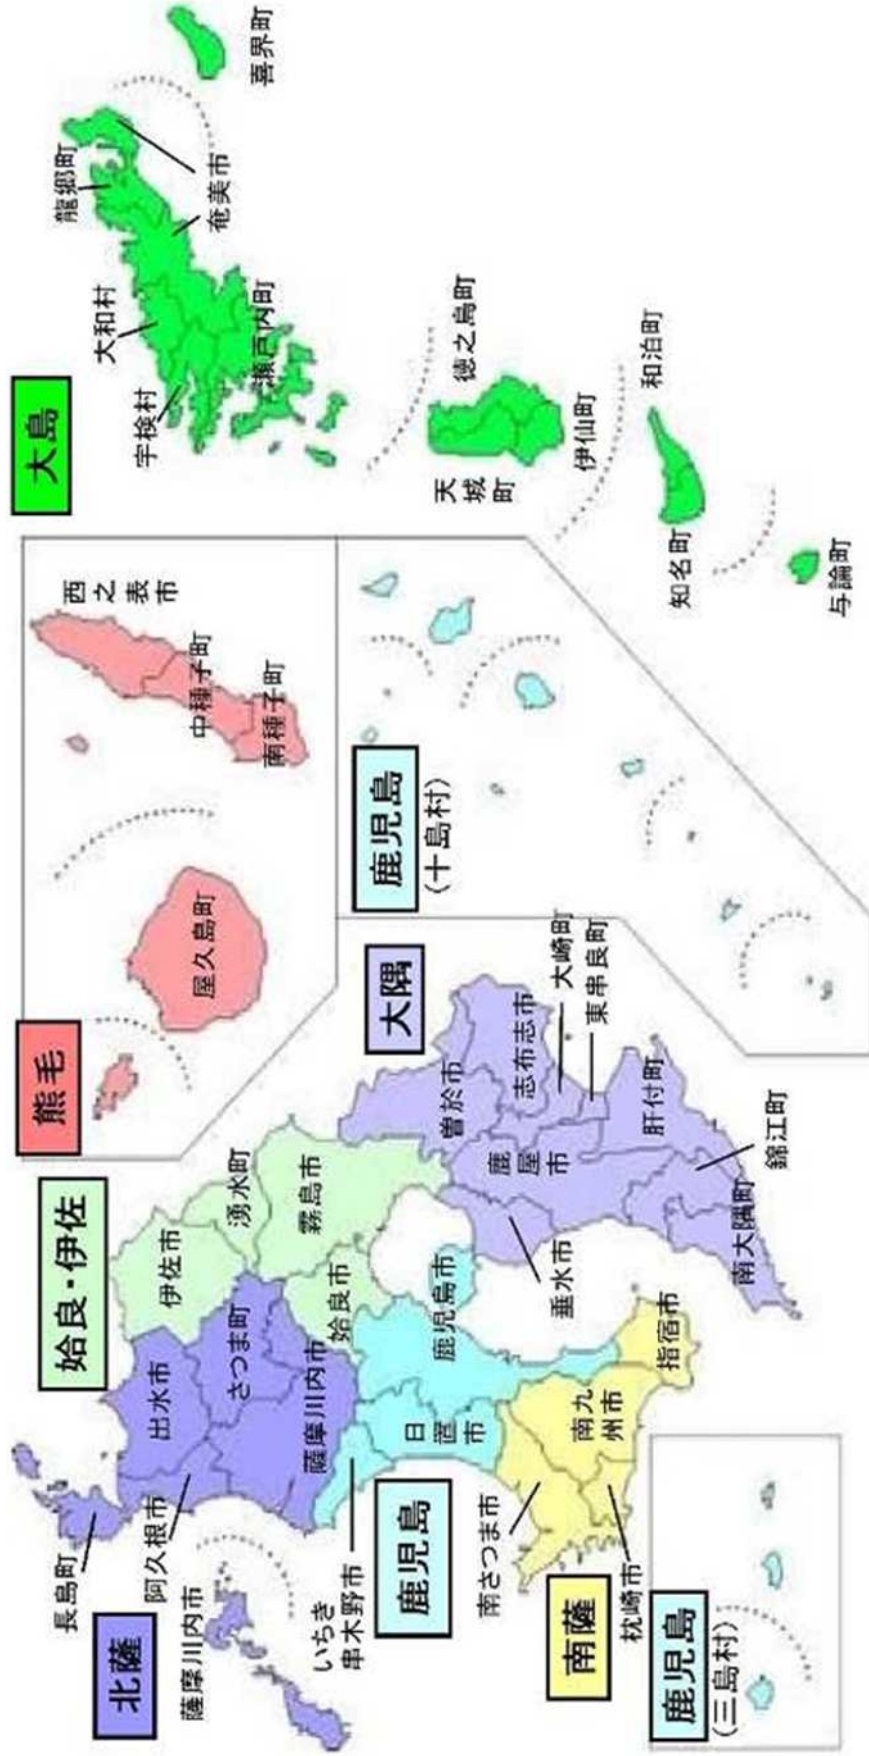 北薩
長島町
阿久根市
出水市
さつま町
薩摩川内市
薩摩川内市
姶良・伊佐
伊佐市
湧水町
霧島市
姶良市
鹿児島
いちき
串木野市
日置市
鹿児島市
南薩
南さつま市
枕崎市
南九
州市
指宿市
鹿児島
(三島村)
大隅
曽於市
志布志市
大崎町
東串良町
鹿屋市
垂水市
肝付町
錦江町
南大隅町
熊毛
屋久島町
西之表市
中種子町
南種子町
鹿児島
(十島村)
大島
龍郷町
奄美市
喜界町
大和村
宇検村
瀬戸内町
徳之島町
天城町
伊仙町
和泊町
知名町
与論町